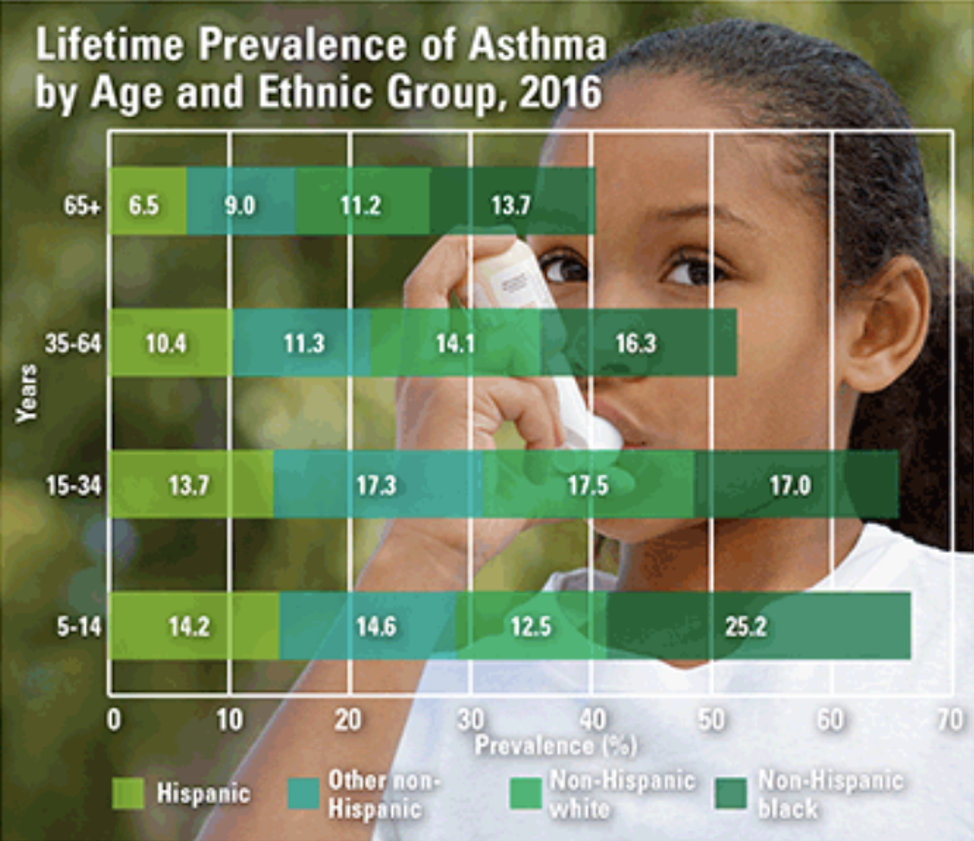 Lifetime Prevalence of Asthma
by Age and Ethnic Group, 2016
65+ 6.5 9.0 11.2 13.7
35-64 10.4 11.3 14.1 16.3
Years
15-34 13.7 17.3 17.5 17.0
5-14 14.2 14.6 12.5 25.2
0 10 20 30 40 50 60 70
Prevalence (%)
Hispanic
Other non-
Hispanic
Non-Hispanic
white
Non-Hispanic
black